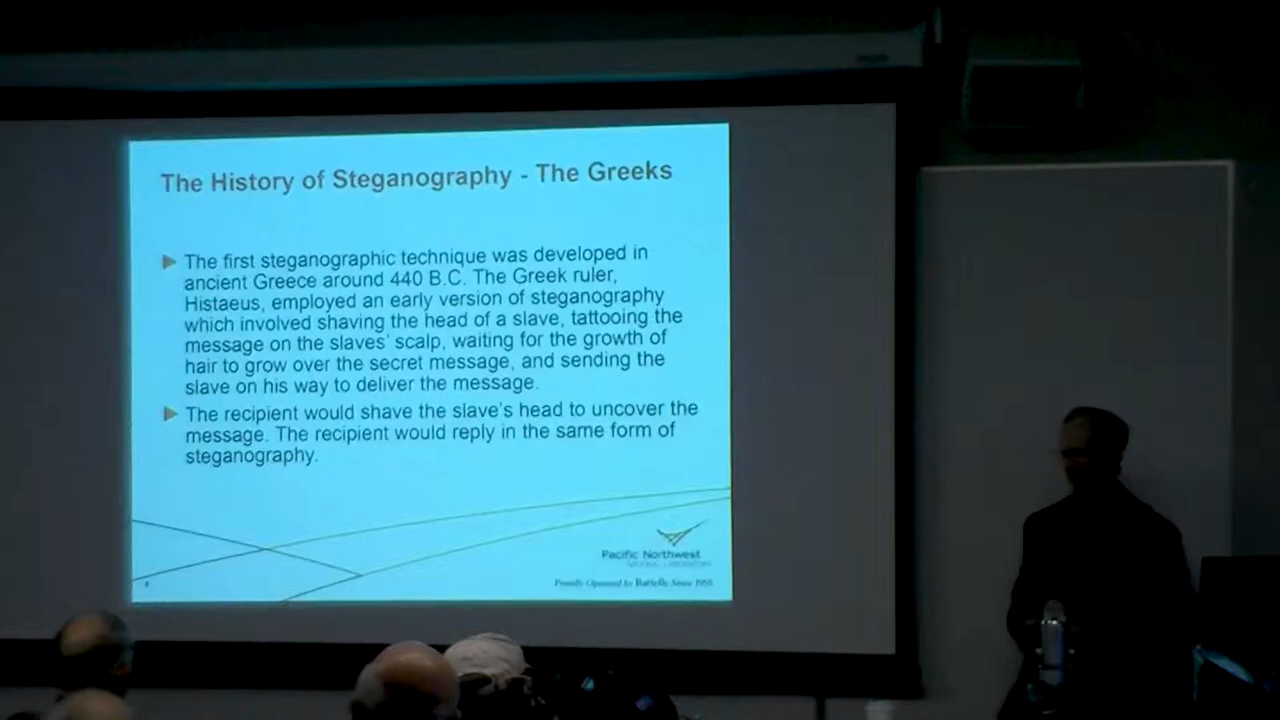 The History of Steganography - The Greeks
The first steganographic technique was developed in
ancient Greece around 440 B.C. The Greek ruler,
Histaeus, employed an early version of steganography
which involved shaving the head of a slave, tattooing the
message on the slaves' scalp, waiting for the growth of
hair to grow over the secret message, and sending the
slave on his way to deliver the message.
The recipient would shave the slave's head to uncover the
message. The recipient would reply in the same form of
steganography.
Pacific Northwest
Proudly Operated by Battelle Since 1965